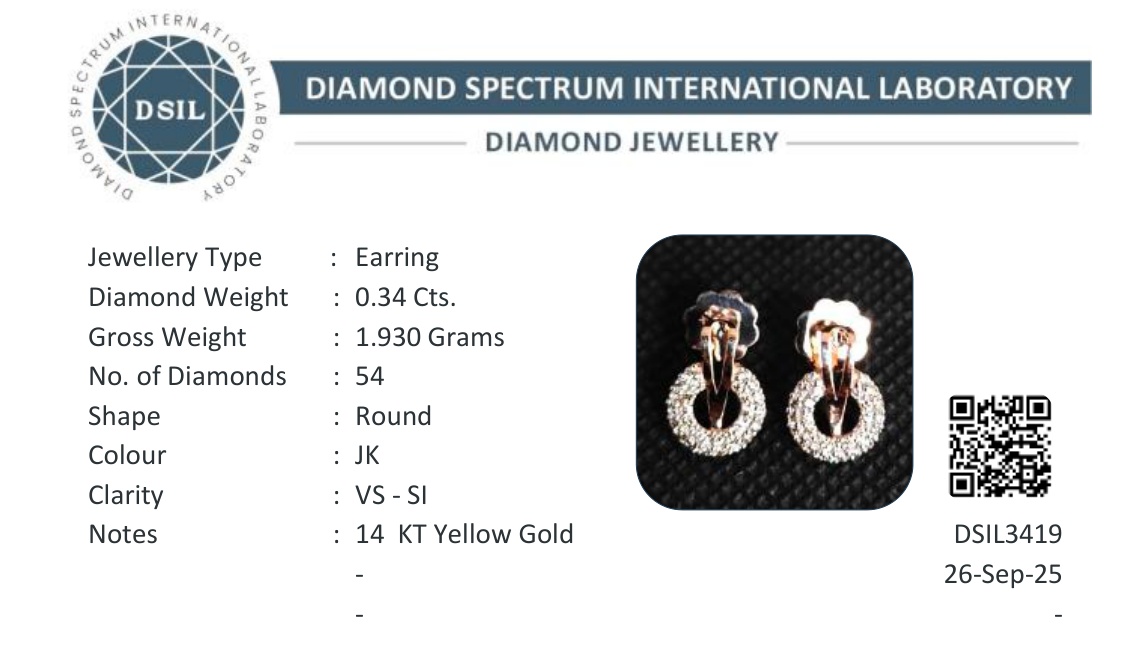 DIAMOND SPECTRUM INTERNATIONAL LABORATORY
DSIL
DIAMOND SPECTRUM INTERNATIONAL LABORATORY
DIAMOND JEWELLERY
Jewellery Type : Earring
Diamond Weight : 0.34 Cts.
Gross Weight : 1.930 Grams
No. of Diamonds : 54
Shape : Round
Colour : JK
Clarity : VS - SI
Notes : 14 KT Yellow Gold
DSIL3419
-
26-Sep-25
-
-